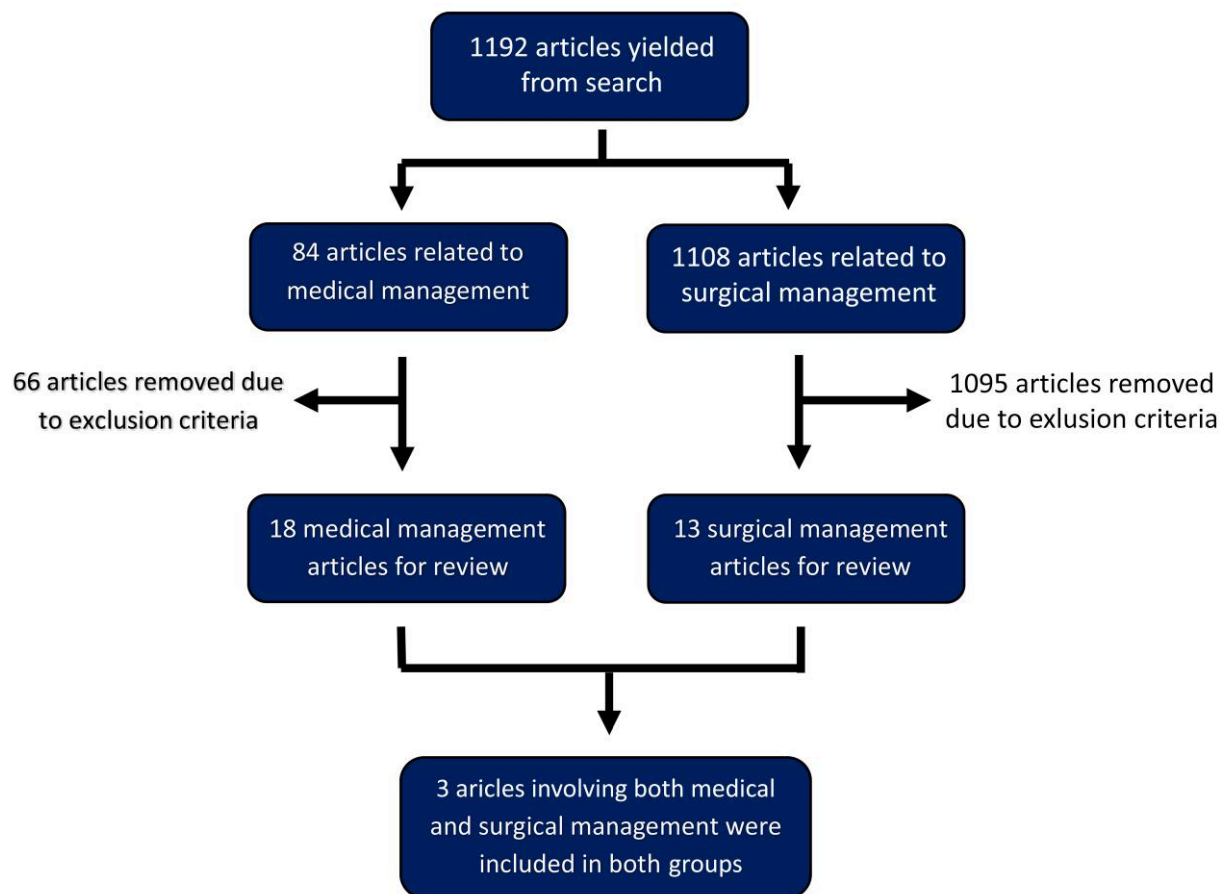 1192 articles yielded
from search
84 articles related to
medical management
1108 articles related to
surgical management
66 articles removed due
to exclusion criteria
1095 articles removed
due to exlusion criteria
18 medical management
articles for review
13 surgical management
articles for review
3 aricles involving both medical
and surgical management were
included in both groups